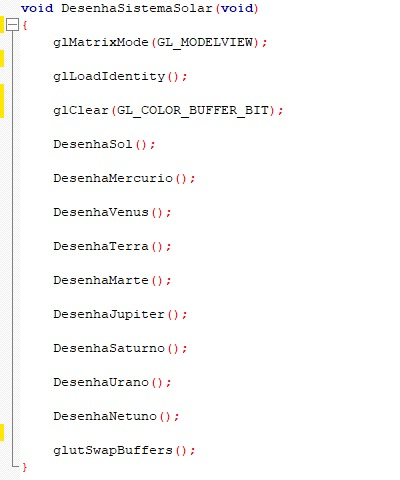 void DesenhaSistemaSolar(void)
{
glMatrixMode(GL_MODELVIEW);
glLoadIdentity();
glClear(GL_COLOR_BUFFER_BIT);
DesenhaSol();
DesenhaMercurio();
DesenhaVenus();
DesenhaTerra();
DesenhaMarte();
DesenhaJupiter();
DesenhaSaturno();
DesenhaUrano();
DesenhaNetuno();
glutSwapBuffers();
}